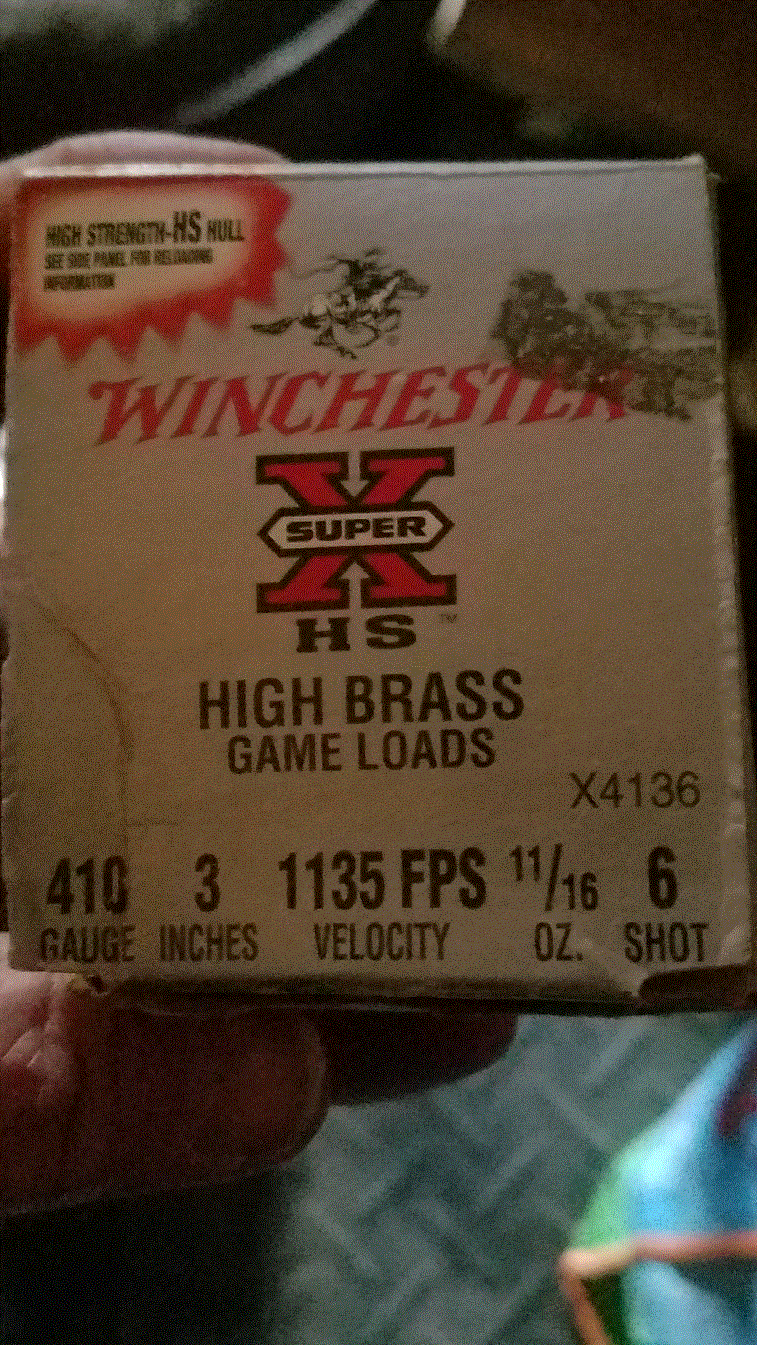 HIGH STRENGTH-HS HULL
SEE SIDE PANEL FOR RELOADING
INFORMATION
WINCHESTER
X
SUPER
HS™
HIGH BRASS
GAME LOADS
X4136
410 3 1135 FPS 11/16 6
GAUGE INCHES VELOCITY OZ. SHOT